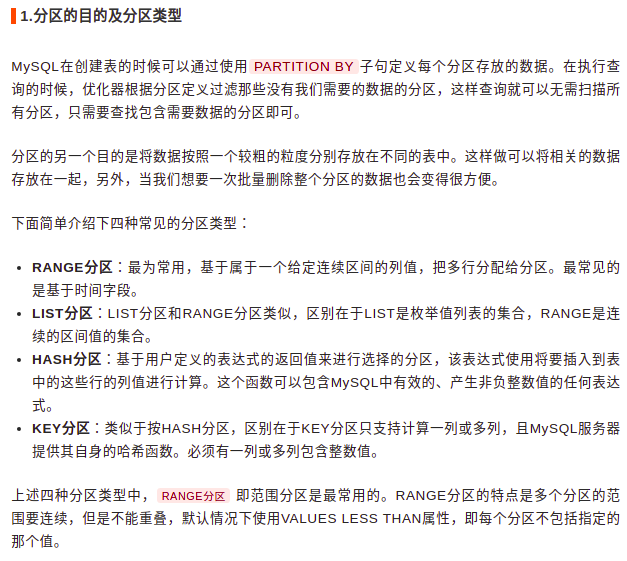 1.分区的目的及分区类型
MySQL在创建表的时候可以通过使用 PARTITION BY 子句定义每个分区存放的数据。在执行查
询的时候，优化器根据分区定义过滤那些没有我们需要的数据的分区，这样查询就可以无需扫描所
有分区，只需要查找包含需要数据的分区即可。
分区的另一个目的是将数据按照一个较粗的粒度分别存放在不同的表中。这样做可以将相关的数据
存放在一起，另外，当我们想要一次批量删除整个分区的数据也会变得很方便。
下面简单介绍下四种常见的分区类型：
• RANGE分区：最为常用，基于属于一个给定连续区间的列值，把多行分配给分区。最常见的
是基于时间字段。
• LIST分区：LIST分区和RANGE分区类似，区别在于LIST是枚举值列表的集合，RANGE是连
续的区间值的集合。
• HASH分区：基于用户定义的表达式的返回值来进行选择的分区，该表达式使用将要插入到表
中的这些行的列值进行计算。这个函数可以包含MySQL中有效的、产生非负整数值的任何表达
式。
• KEY分区：类似于按HASH分区，区别在于KEY分区只支持计算一列或多列，且MySQL服务器
提供其自身的哈希函数。必须有一列或多列包含整数值。
上述四种分区类型中， RANGE分区 即范围分区是最常用的。RANGE分区的特点是多个分区的范
围要连续，但是不能重叠，默认情况下使用VALUES LESS THAN属性，即每个分区不包括指定的
那个值。